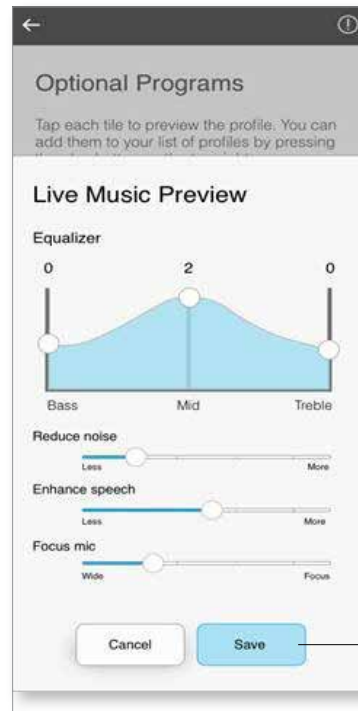 Optional Programs
Tap each tile to preview the profile. You can
add them to your list of profiles by pressing
Live Music Preview
Equalizer
0 2 0
Bass Mid Treble
Reduce noise
Less More
Enhance speech
Less More
Focus mic
Wide Focus
Cancel Save